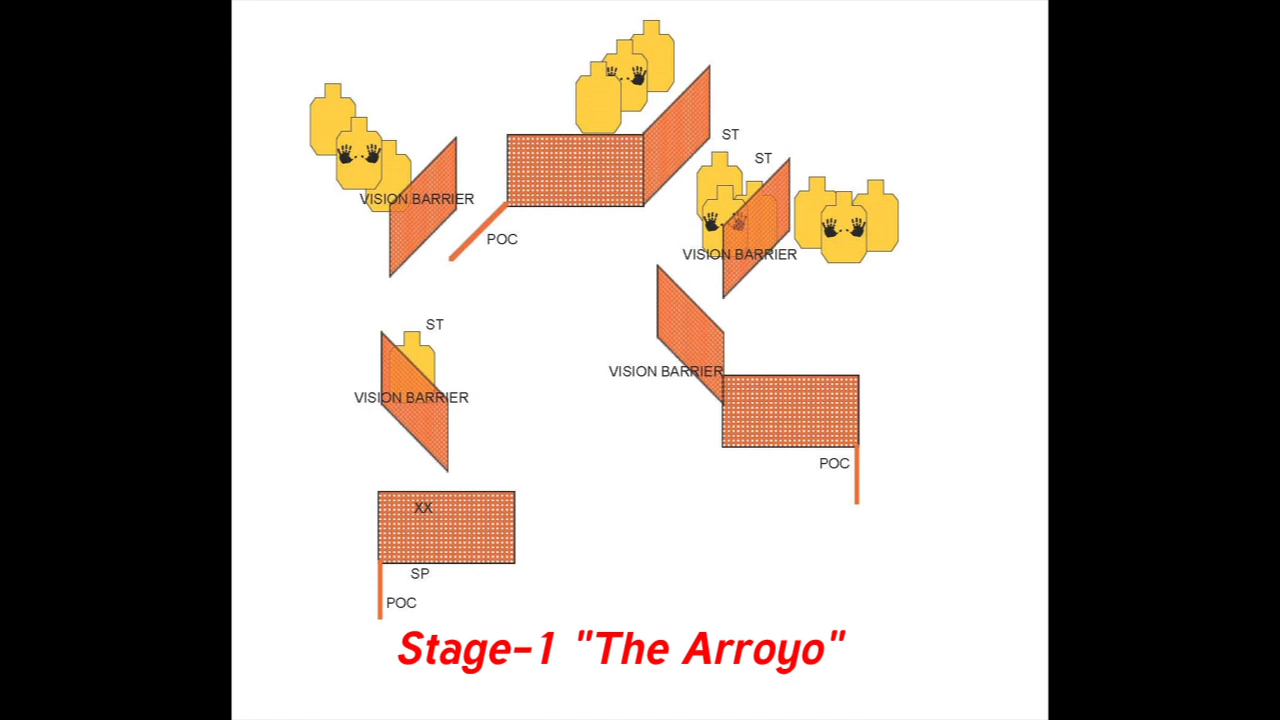 ST
ST
VISION BARRIER
POC
VISION BARRIER
ST
VISION BARRIER
VISION BARRIER
POC
XX
SP
POC
Stage-1 "The Arroyo"